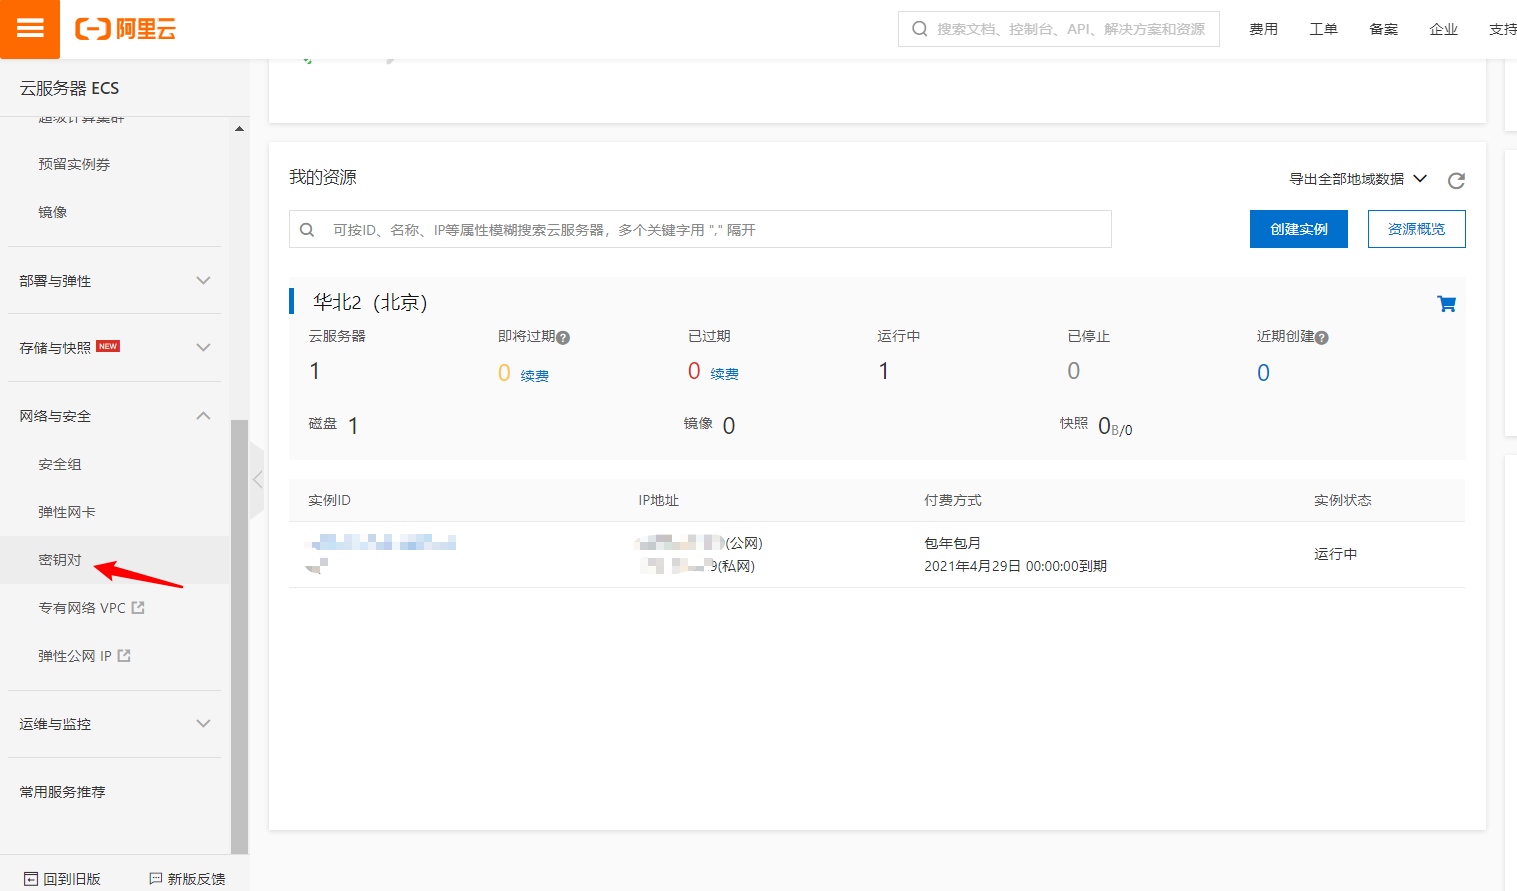 阿里云
搜索文档、控制台、API、解决方案和资源
费用
工单
备案
企业
支持
云服务器 ECS
超级计算集群
预留实例券
镜像
部署与弹性
存储与快照 NEW
网络与安全
安全组
弹性网卡
密钥对
专有网络 VPC
弹性公网 IP
运维与监控
常用服务推荐
回到旧版
新版反馈
我的资源
导出全部地域数据
可按ID、名称、IP等属性模糊搜索云服务器，多个关键字用 "," 隔开
创建实例
资源概览
华北2（北京）
云服务器 即将过期 已过期 运行中 已停止 近期创建
1 0 续费 0 续费 1 0 0
磁盘 1 镜像 0 快照 0B/0
实例ID IP地址 付费方式 实例状态
(公网) 包年包月
9(私网) 2021年4月29日 00:00:00到期
运行中